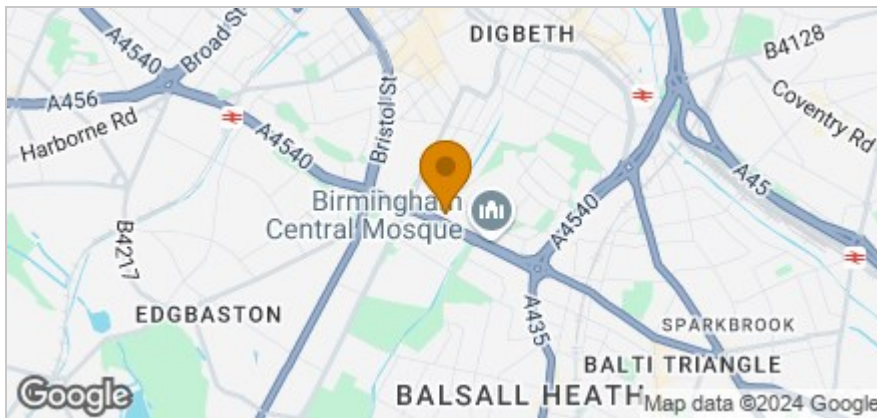 DIGBETH
B4128
A4540
Broad St
A456
Harborne Rd
A4540
Bristol St
Coventry Rd
A45
Birmingham
Central Mosque
A4540
B4217
A435
EDGBASTON
SPARKBROOK
BALTI TRIANGLE
BALSALL HEATH
Google
Map data ©2024 Google